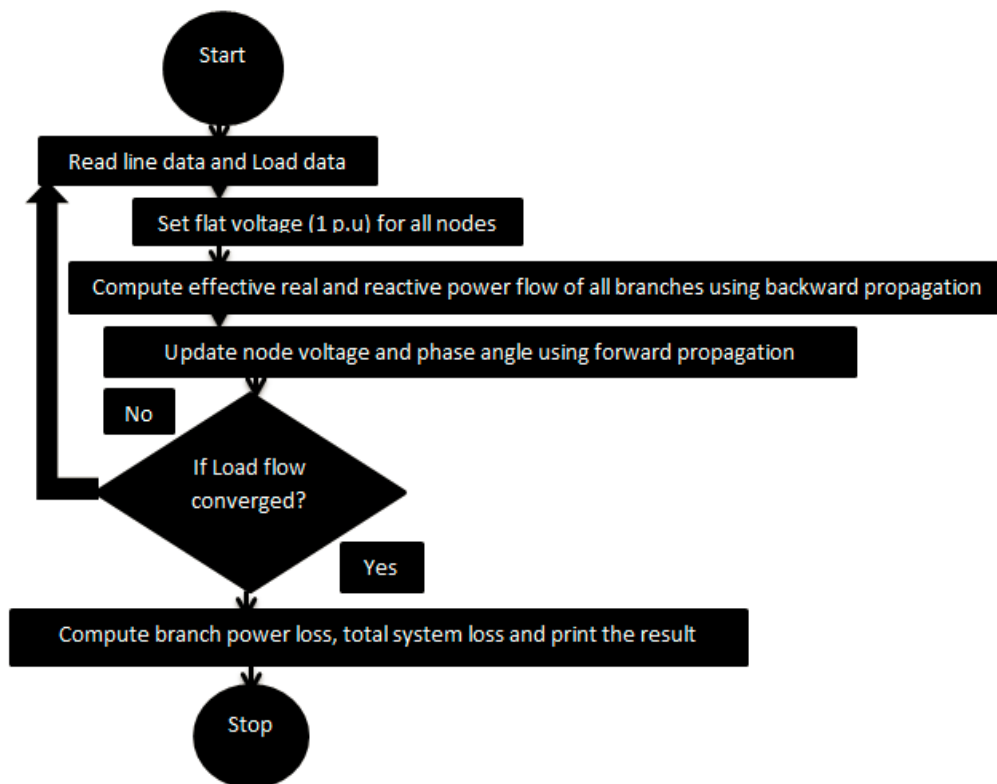 Start
Read line data and Load data
Set flat voltage (1 p.u) for all nodes
Compute effective real and reactive power flow of all branches using backward propagation
Update node voltage and phase angle using forward propagation
No
If Load flow
converged?
Yes
Compute branch power loss, total system loss and print the result
Stop